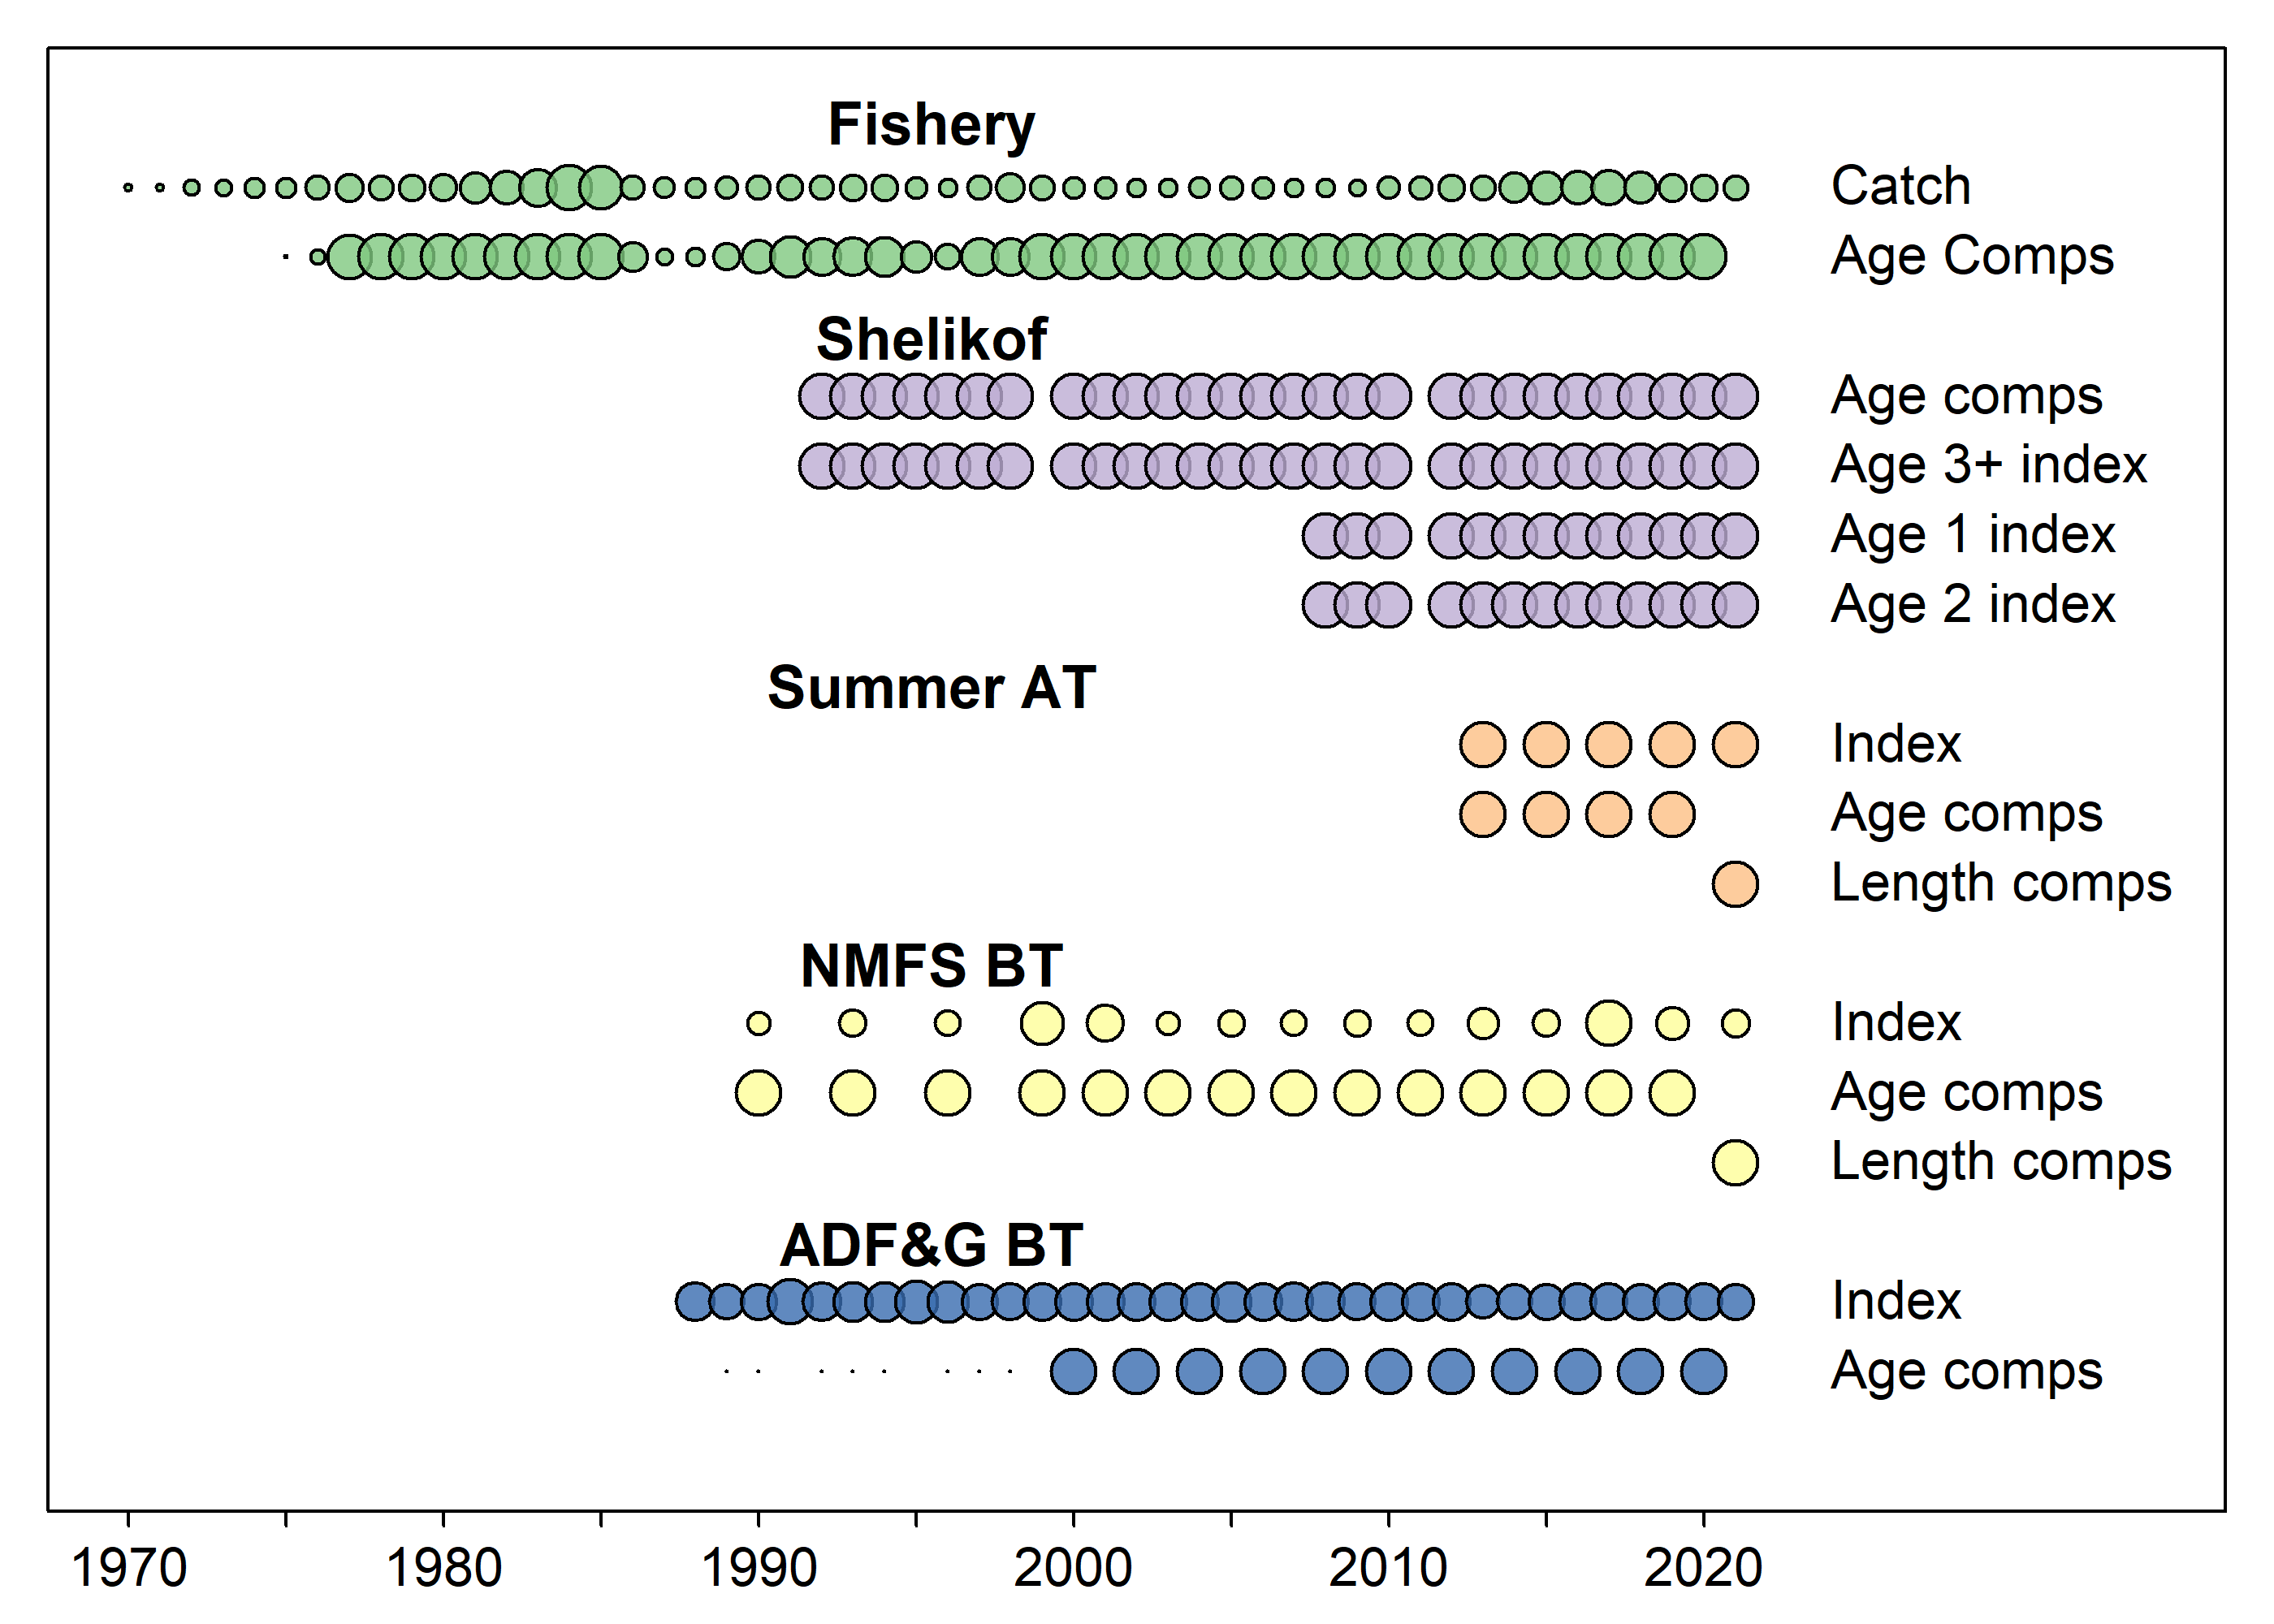 Fishery
Catch
Age Comps
Shelikof
Age comps
Age 3+ index
Age 1 index
Age 2 index
Summer AT
Index
Age comps
Length comps
NMFS BT
Index
Age comps
Length comps
ADF&G BT
Index
Age comps
1970 1980 1990 2000 2010 2020